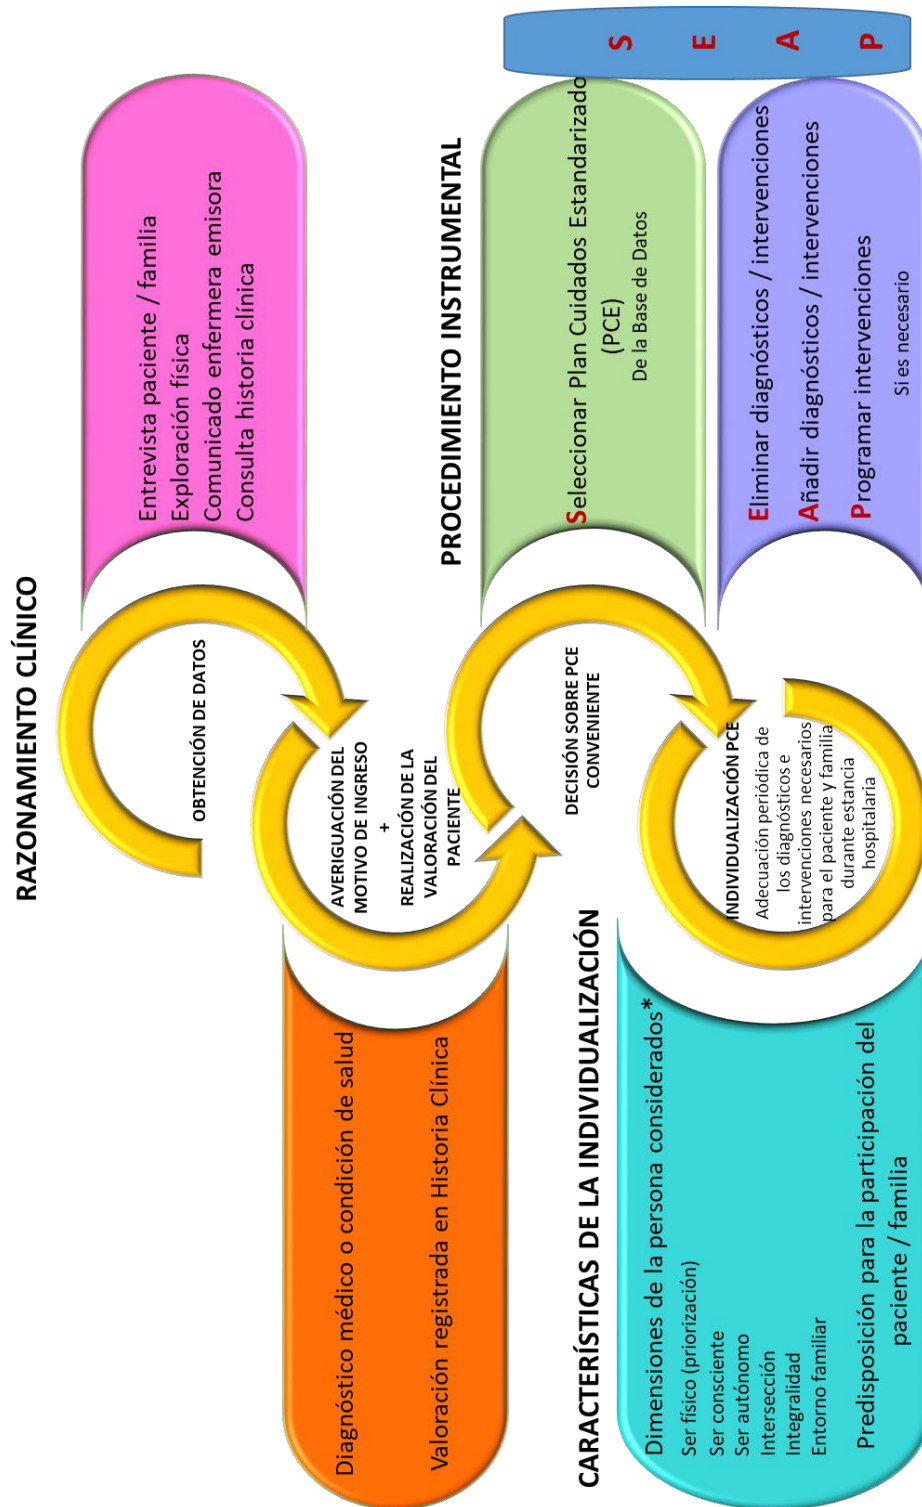 RAZONAMIENTO CLÍNICO
Entrevista paciente / familia
Exploración física
Comunicado enfermera emisora
Consulta historia clínica
OBTENCIÓN DE DATOS
Diagnóstico médico o condición de salud
Valoración registrada en Historia Clínica
AVERIGUACIÓN DEL
MOTIVO DE INGRESO
+
REALIZACIÓN DE LA
VALORACIÓN DEL
PACIENTE
PROCEDIMIENTO INSTRUMENTAL
Seleccionar Plan Cuidados Estandarizado
(PCE)
De la Base de Datos
DECISIÓN SOBRE PCE
CONVENIENTE
CARACTERÍSTICAS DE LA INDIVIDUALIZACIÓN
Dimensiones de la persona considerados*
Ser físico (priorización)
Ser consciente
Ser autónomo
Intersección
Integralidad
Entorno familiar
Predisposición para la participación del
paciente / familia
INDIVIDUALIZACIÓN PCE
Adecuación periódica de
los diagnósticos e
intervenciones necesarios
para el paciente y familia
durante estancia
hospitalaria
Eliminar diagnósticos / intervenciones
Añadir diagnósticos / intervenciones
Programar intervenciones
Si es necesario
S
E
A
P